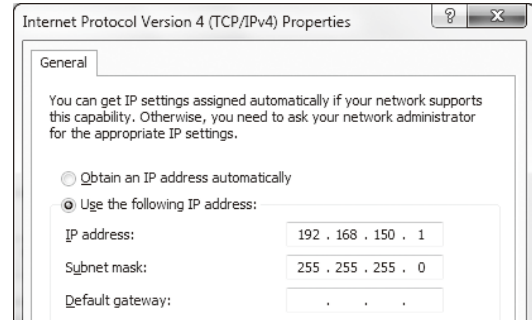 Internet Protocol Version 4 (TCP/IPv4) Properties
General
You can get IP settings assigned automatically if your network supports
this capability. Otherwise, you need to ask your network administrator
for the appropriate IP settings.
Obtain an IP address automatically
Use the following IP address:
IP address: 192 . 168 . 150 . 1
Subnet mask: 255 . 255 . 255 . 0
Default gateway: . . .